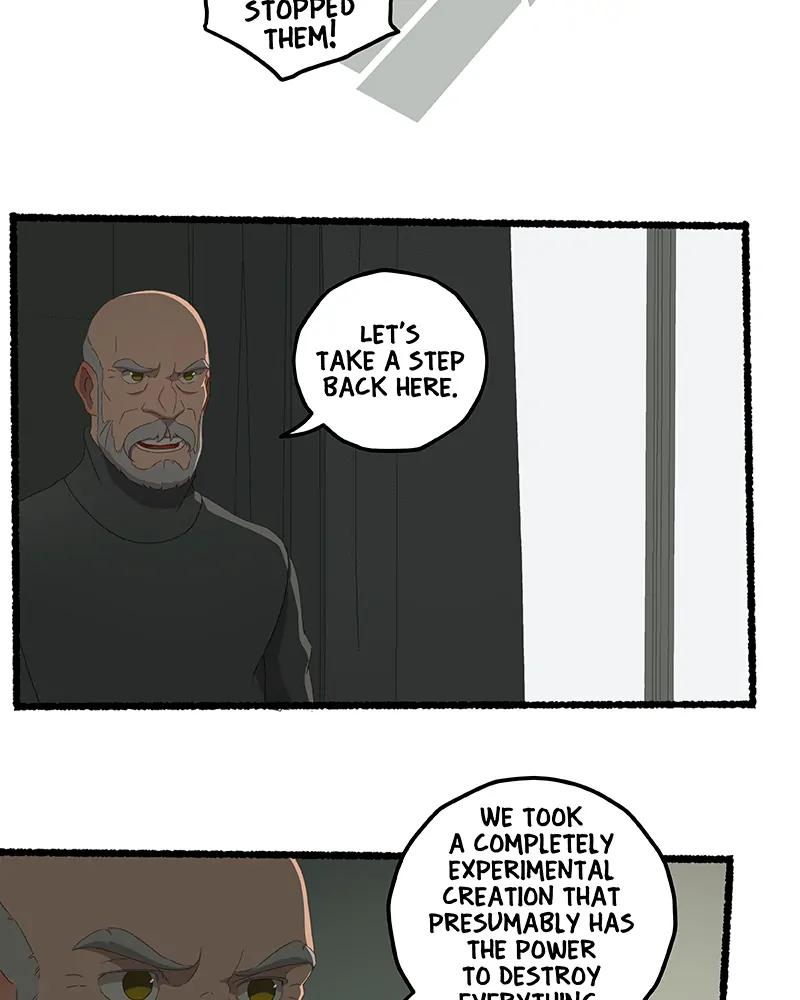 STOPPED
THEM!
LET'S
TAKE A STEP
BACK HERE.
WE TOOK
A COMPLETELY
EXPERIMENTAL
CREATION THAT
PRESUMABLY HAS
THE POWER
TO DESTROY
EVERYTHING